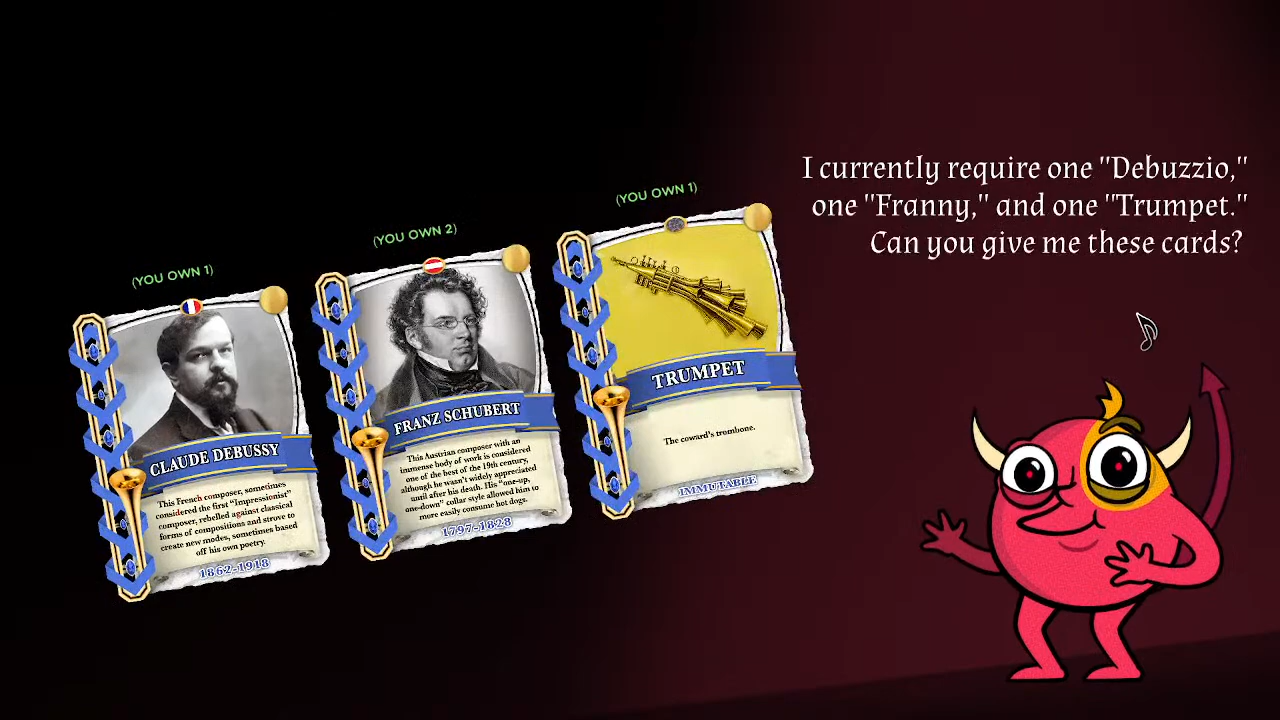 I currently require one "Debuzzio,"
one "Franny," and one "Trumpet."
Can you give me these cards?
(YOU OWN 1)
CLAUDE DEBUSSY
This French composer, sometimes
considered the first "Impressionist"
composer, rebelled against classical
forms of compositions and strove to
create new modes, sometimes based
off his own poetry.
1862-1918
(YOU OWN 2)
FRANZ SCHUBERT
This Austrian composer with an
immense body of work is considered
one of the best of the 19th century,
although he wasn't widely appreciated
until after his death. His "one-up,
one-down" collar style allowed him to
more easily consume hot dogs.
1797-1828
(YOU OWN 1)
TRUMPET
The coward's trombone.
IMMUTABLE